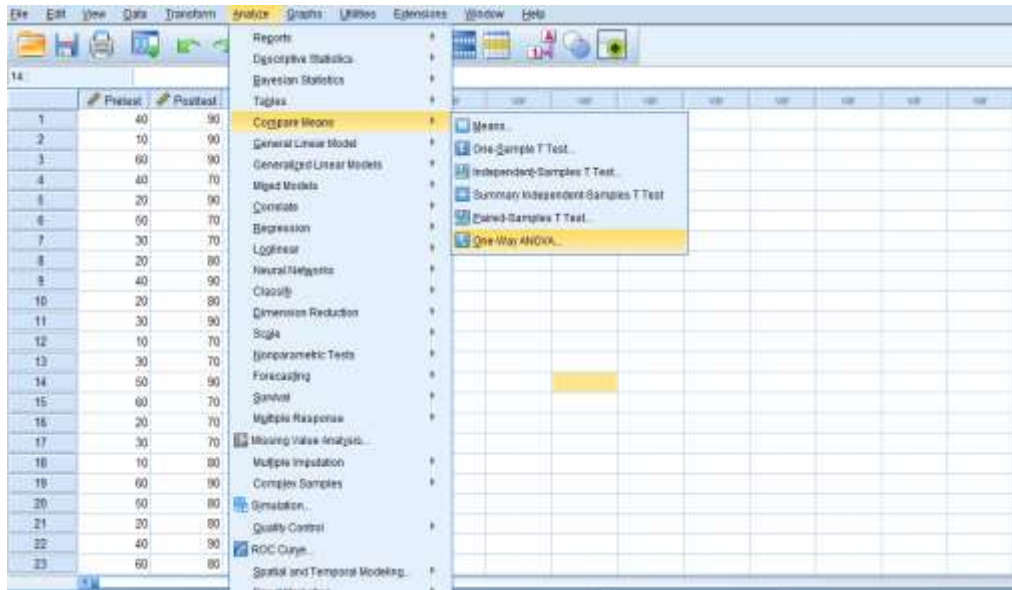 File Edit View Data Transform Analyze Graphs Utilities Extensions Window Help
14
Pretest Posttest
1 40 90
2 10 90
3 60 90
4 40 70
5 20 90
6 50 70
7 30 70
8 20 80
9 40 90
10 20 80
11 30 90
12 10 70
13 30 70
14 50 90
15 60 70
16 20 70
17 30 70
18 10 80
19 60 90
20 50 80
21 20 80
22 40 90
23 60 80
Reports
Descriptive Statistics
Bayesian Statistics
Tables
Compare Means
General Linear Model
Generalized Linear Models
Mixed Models
Correlate
Regression
Loglinear
Neural Networks
Classify
Dimension Reduction
Scale
Nonparametric Tests
Forecasting
Survival
Multiple Response
Missing Value Analysis...
Multiple Imputation
Complex Samples
Simulation...
Quality Control
ROC Curve...
Spatial and Temporal Modeling...
Means...
One-Sample T Test...
Independent-Samples T Test...
Summary Independent-Samples T Test
Paired-Samples T Test...
One-Way ANOVA...
var var var var var var var